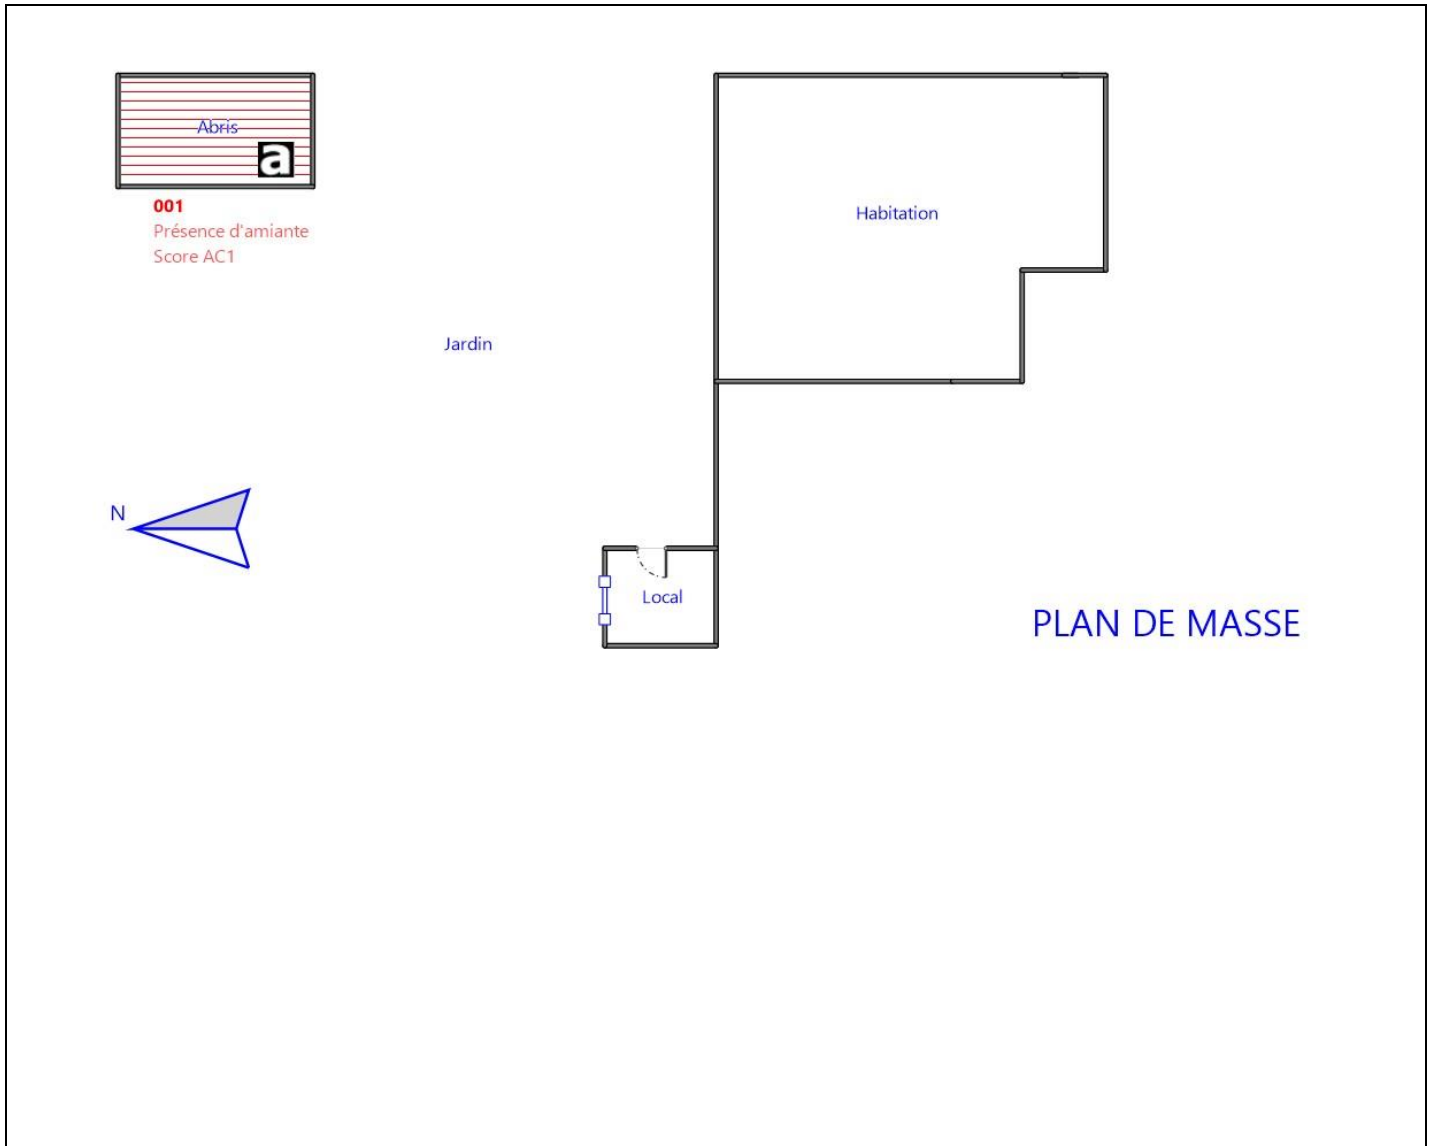 Abris
a
001
Présence d'amiante
Score AC1
Habitation
Jardin
N
Local
PLAN DE MASSE